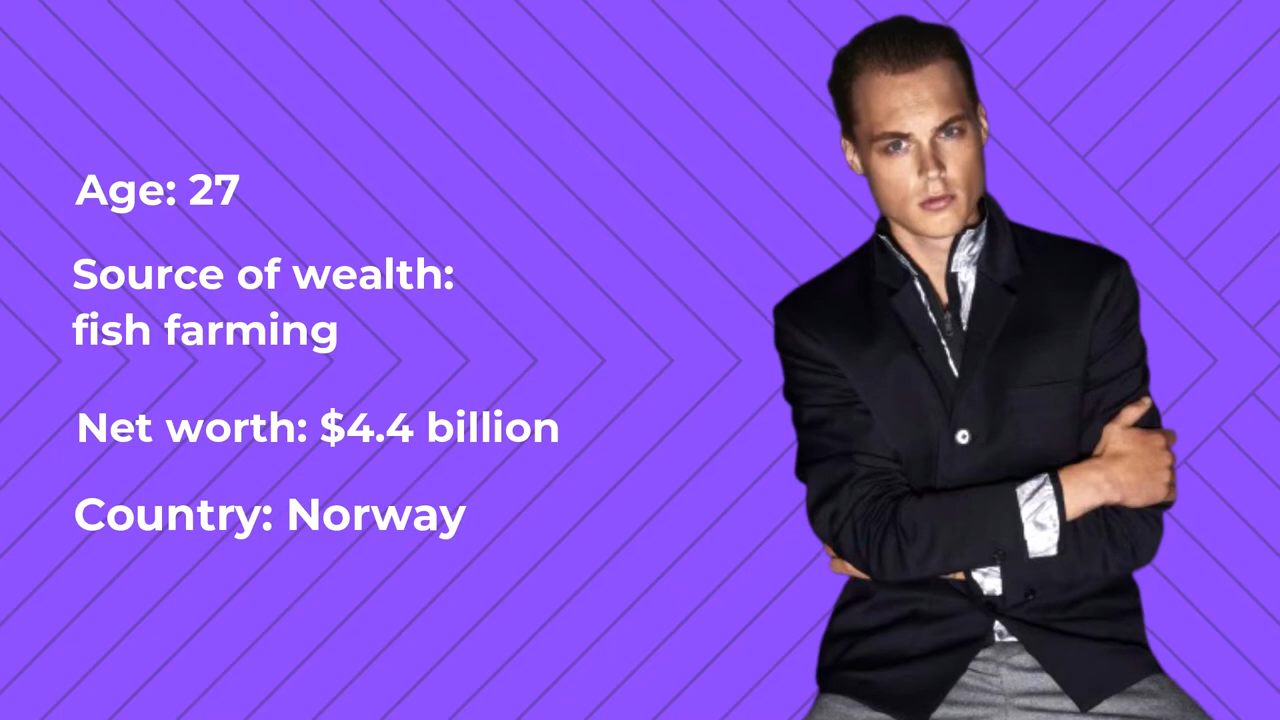 Age: 27
Source of wealth:
fish farming
Net worth: $4.4 billion
Country: Norway